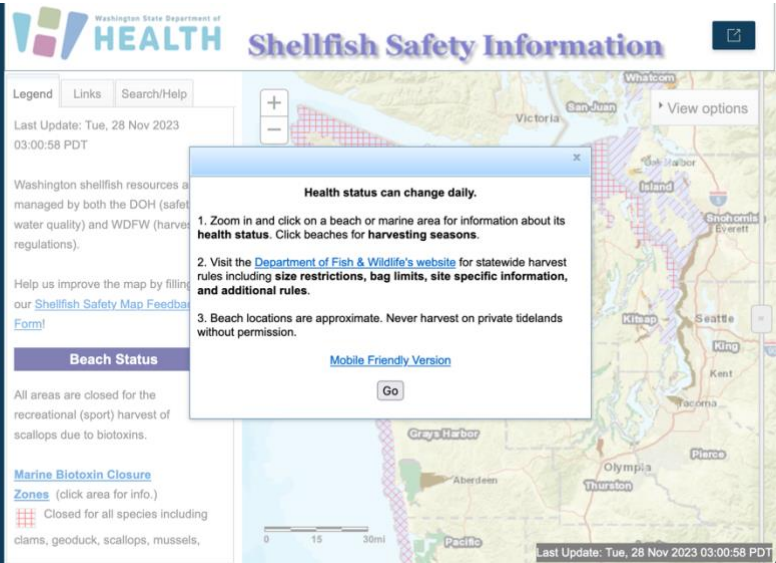 Washington State Department of
HEALTH
Shellfish Safety Information
Legend
Links
Search/Help
Last Update: Tue, 28 Nov 2023
03:00:58 PDT
Washington shellfish resources a
managed by both the DOH (safet
water quality) and WDFW (harve
regulations).
Help us improve the map by filling
our Shellfish Safety Map Feedba
Form!
Beach Status
All areas are closed for the
recreational (sport) harvest of
scallops due to biotoxins.
Marine Biotoxin Closure
Zones (click area for info.)
Closed for all species including
clams, geoduck, scallops, mussels,
+
−
View options
×
Health status can change daily.
1. Zoom in and click on a beach or marine area for information about its
health status. Click beaches for harvesting seasons.
2. Visit the Department of Fish & Wildlife's website for statewide harvest
rules including size restrictions, bag limits, site specific information,
and additional rules.
3. Beach locations are approximate. Never harvest on private tidelands
without permission.
Mobile Friendly Version
Go
Whatcom
San Juan
Victoria
Oak Harbor
Island
Snohomis
Everett
Kitsap
Seattle
»
King
Kent
Tacoma
Grays Harbor
Pierce
Olympia
Aberdeen
Thurston
0 15 30mi
Pacific
Last Update: Tue, 28 Nov 2023 03:00:58 PDT